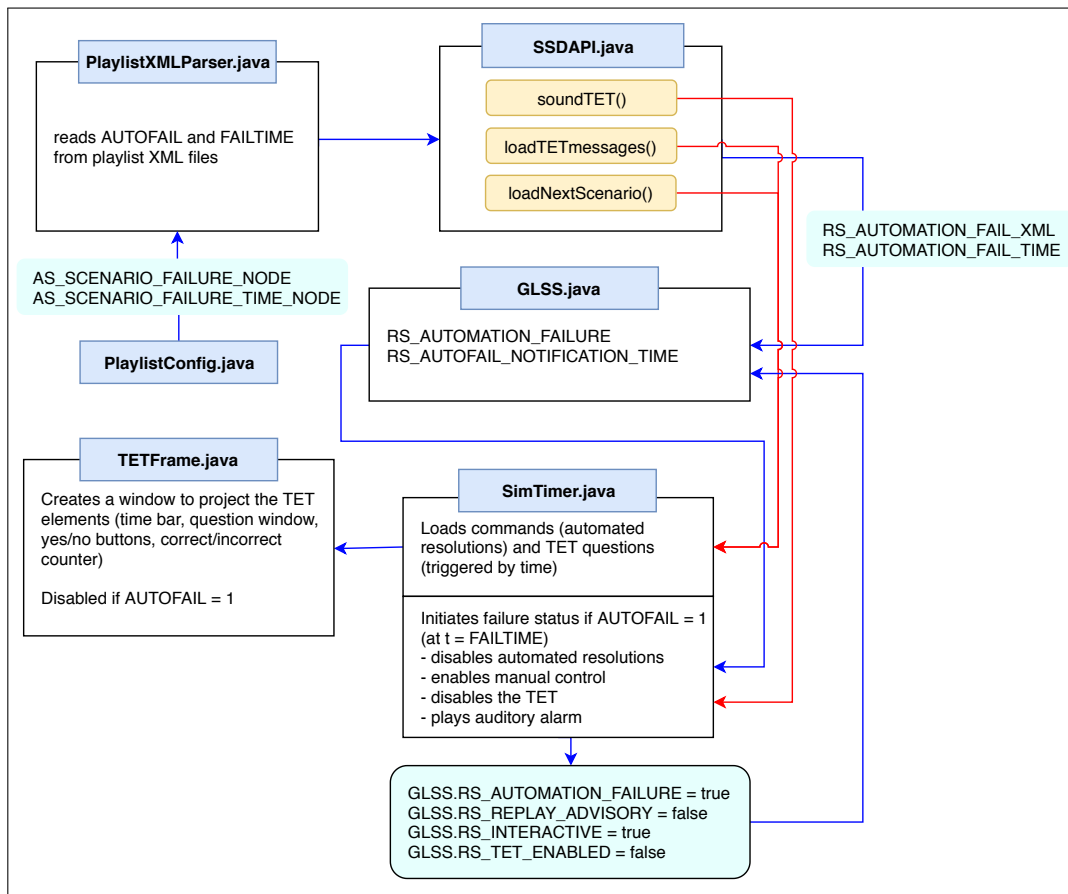 PlaylistXMLParser.java
reads AUTOFAIL and FAILTIME
from playlist XML files
SSDAPI.java
soundTET()
loadTETmessages()
loadNextScenario()
RS_AUTOMATION_FAIL_XML
RS_AUTOMATION_FAIL_TIME
AS_SCENARIO_FAILURE_NODE
AS_SCENARIO_FAILURE_TIME_NODE
PlaylistConfig.java
GLSS.java
RS_AUTOMATION_FAILURE
RS_AUTOFAIL_NOTIFICATION_TIME
TETFrame.java
Creates a window to project the TET
elements (time bar, question window,
yes/no buttons, correct/incorrect
counter)
Disabled if AUTOFAIL = 1
SimTimer.java
Loads commands (automated
resolutions) and TET questions
(triggered by time)
Initiates failure status if AUTOFAIL = 1
(at t = FAILTIME)
- disables automated resolutions
- enables manual control
- disables the TET
- plays auditory alarm
GLSS.RS_AUTOMATION_FAILURE = true
GLSS.RS_REPLAY_ADVISORY = false
GLSS.RS_INTERACTIVE = true
GLSS.RS_TET_ENABLED = false